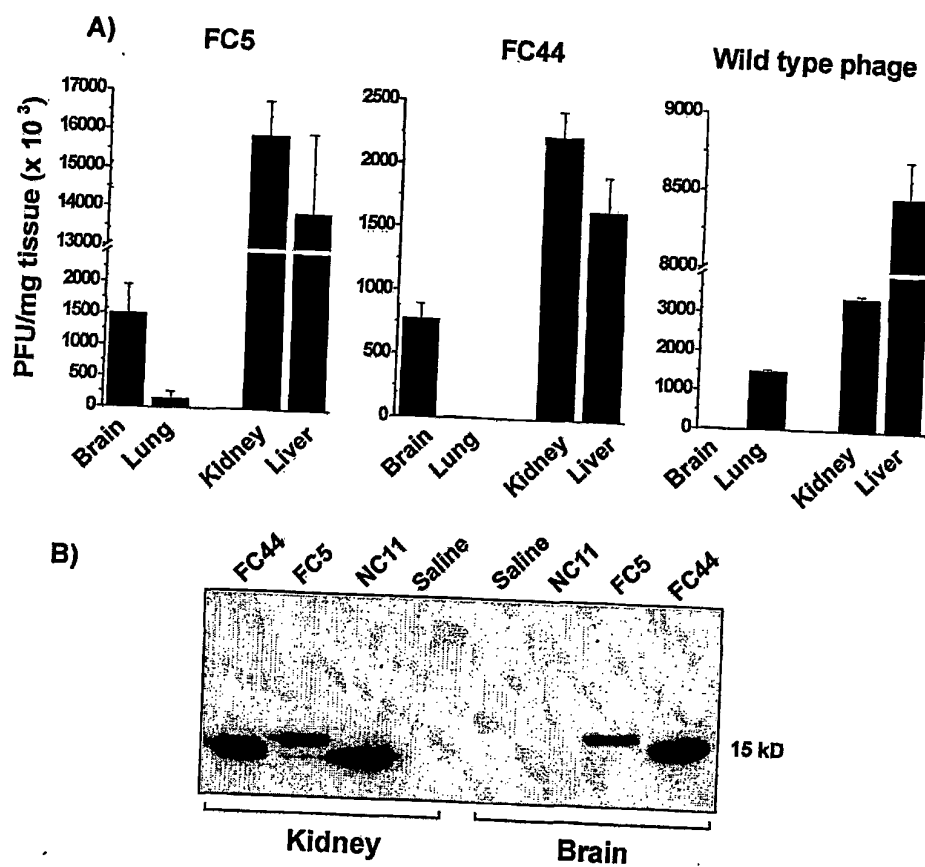 A)
FC5
FC44
Wild type phage
PFU/mg tissue (x 10 3)
17000
16000
15000
14000
13000
2000
1500
1000
500
0
Brain
Lung
Kidney
Liver
2500
2000
1500
1000
500
0
Brain
Lung
Kidney
Liver
9000
8500
8000
3000
2000
1000
0
Brain
Lung
Kidney
Liver
B)
FC44
FC5
NC11
Saline
Saline
NC11
FC5
FC44
15 kD
Kidney
Brain